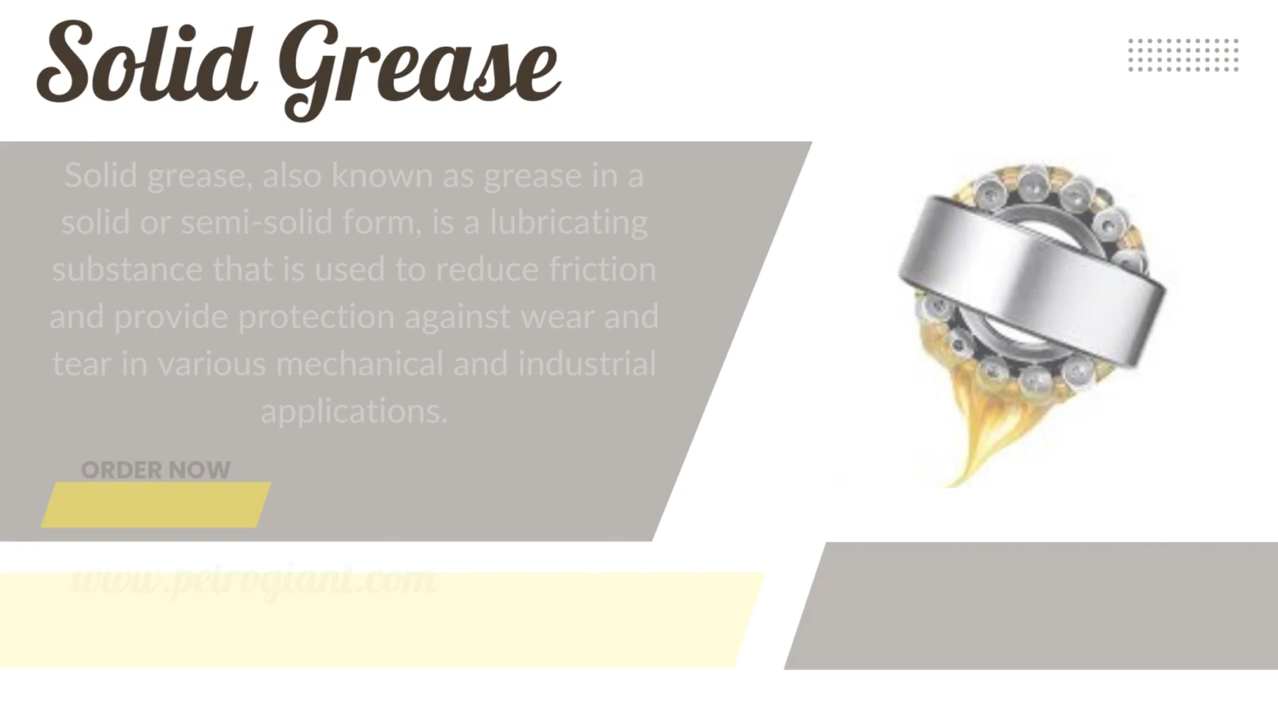 Solid Grease
Solid grease, also known as grease in a
solid or semi-solid form, is a lubricating
substance that is used to reduce friction
and provide protection against wear and
tear in various mechanical and industrial
applications.
ORDER NOW
www.petrogiant.com